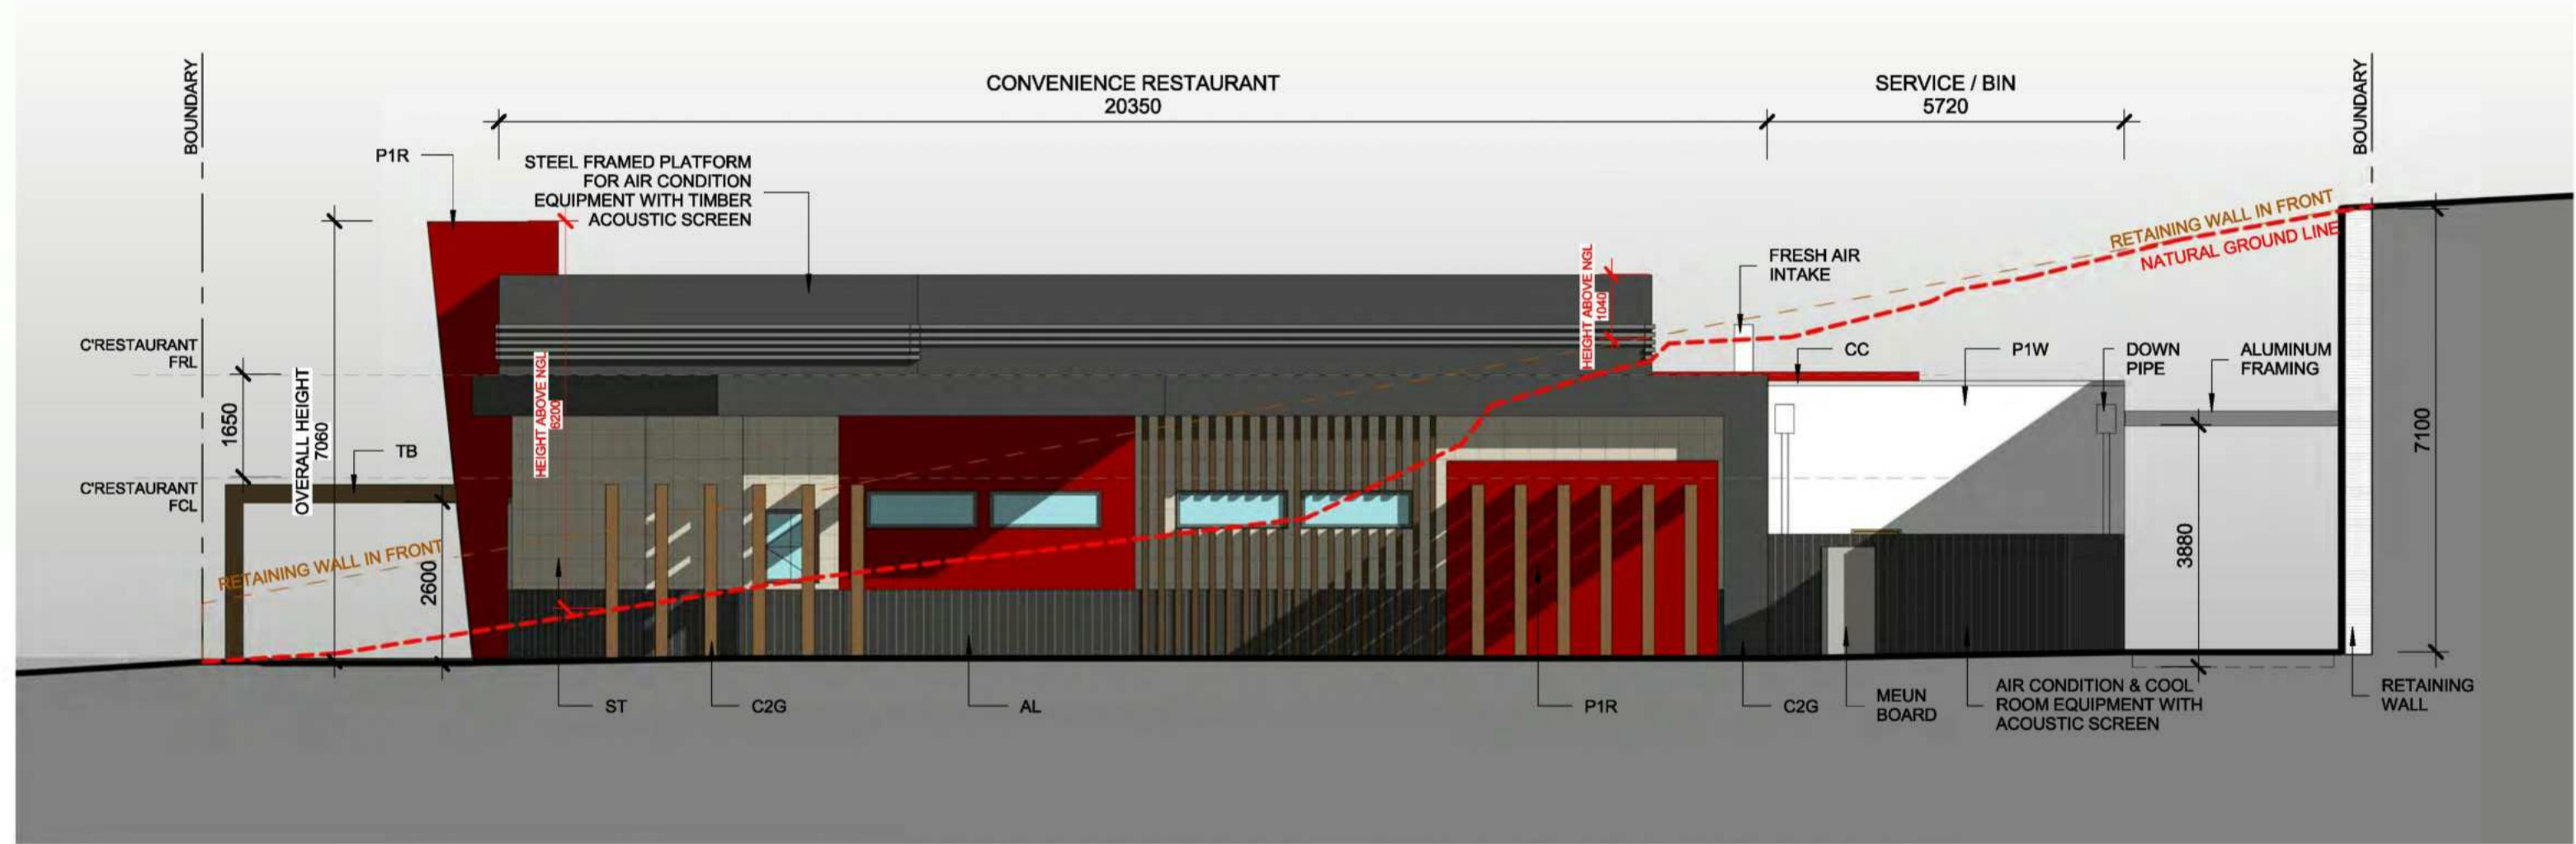 BOUNDARY
CONVENIENCE RESTAURANT
20350
SERVICE / BIN
5720
BOUNDARY
P1R
STEEL FRAMED PLATFORM
FOR AIR CONDITION
EQUIPMENT WITH TIMBER
ACOUSTIC SCREEN
RETAINING WALL IN FRONT
NATURAL GROUND LINE
HEIGHT ABOVE NGL
1040
FRESH AIR
INTAKE
C'RESTAURANT
FRL
CC
P1W
DOWN
PIPE
ALUMINUM
FRAMING
1650
OVERALL HEIGHT
7060
HEIGHT ABOVE NGL
6200
TB
7100
C'RESTAURANT
FCL
RETAINING WALL IN FRONT
2600
3880
ST
C2G
AL
P1R
C2G
MEUN
BOARD
AIR CONDITION & COOL
ROOM EQUIPMENT WITH
ACOUSTIC SCREEN
RETAINING
WALL